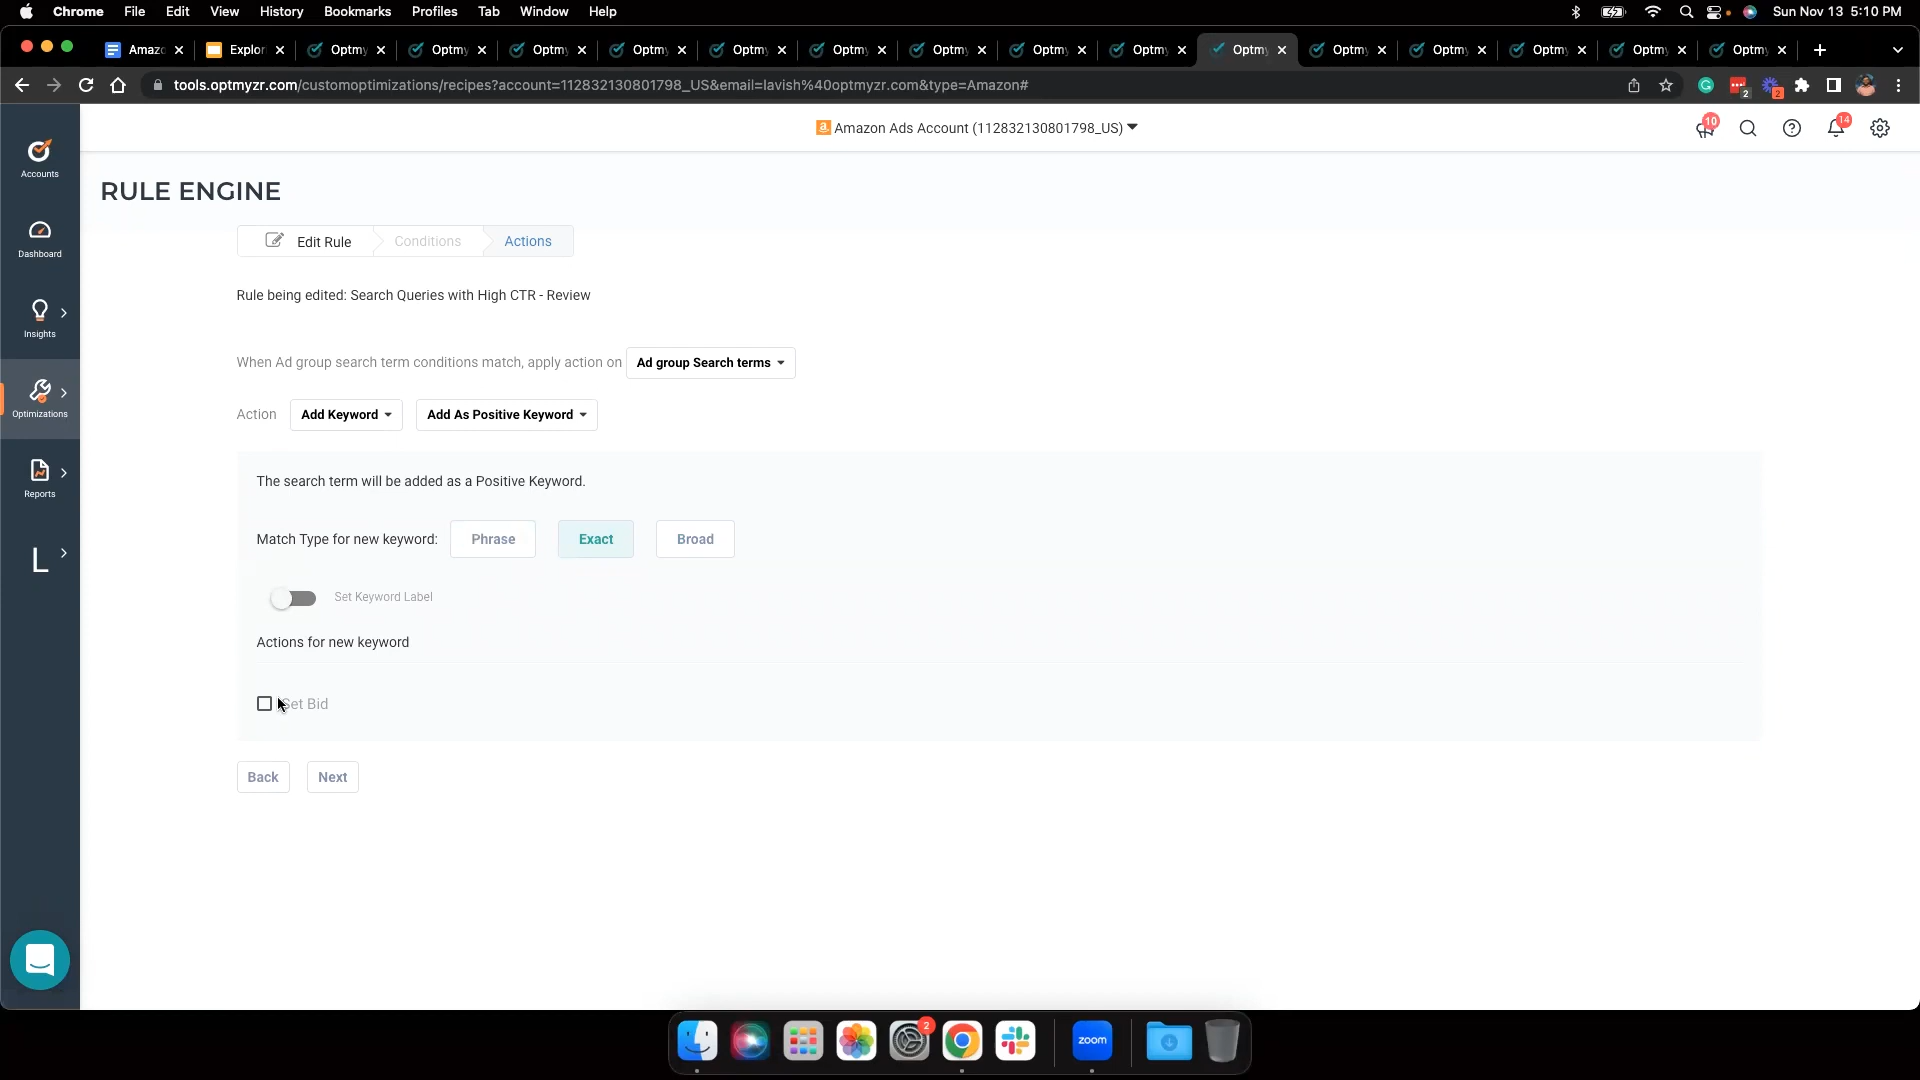 Chrome File Edit View History Bookmarks Profiles Tab Window Help Sun Nov 13 5:10 PM
Amazo Explor Optmy Optmy Optmy Optmy Optmy Optmy Optmy Optmy Optmy Optmy Optmy Optmy Optmy Optmy Optmy
tools.optmyzr.com/customoptimizations/recipes?account=112832130801798_US&email=lavish%40optmyzr.com&type=Amazon# 2 2
Amazon Ads Account (112832130801798_US) 10 14
Accounts
RULE ENGINE
Dashboard
Edit Rule Conditions Actions
Rule being edited: Search Queries with High CTR - Review
Insights
When Ad group search term conditions match, apply action on Ad group Search terms
Optimizations
Action Add Keyword Add As Positive Keyword
Reports
The search term will be added as a Positive Keyword.
Match Type for new keyword: Phrase Exact Broad
L
Set Keyword Label
Actions for new keyword
Set Bid
Back Next
2 zoom